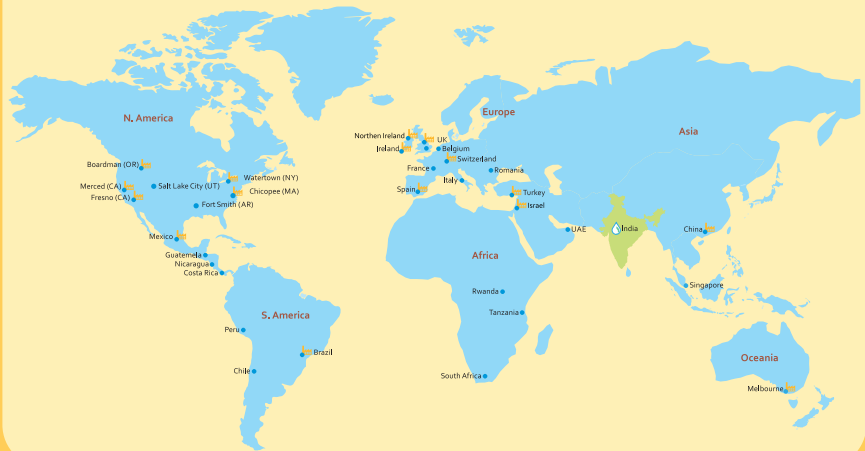 N. America
Europe
Asia
Northen Ireland
UK
Ireland
Belgium
Switzerland
France
Romania
Italy
Spain
Turkey
Israel
Boardman (OR)
Watertown (NY)
Merced (CA)
Salt Lake City (UT)
Chicopee (MA)
Fresno (CA)
Fort Smith (AR)
Mexico
UAE
India
China
Guatemela
Nicaragua
Costa Rica
Africa
Rwanda
Singapore
Tanzania
S. America
Peru
Brazil
Chile
South Africa
Oceania
Melbourne